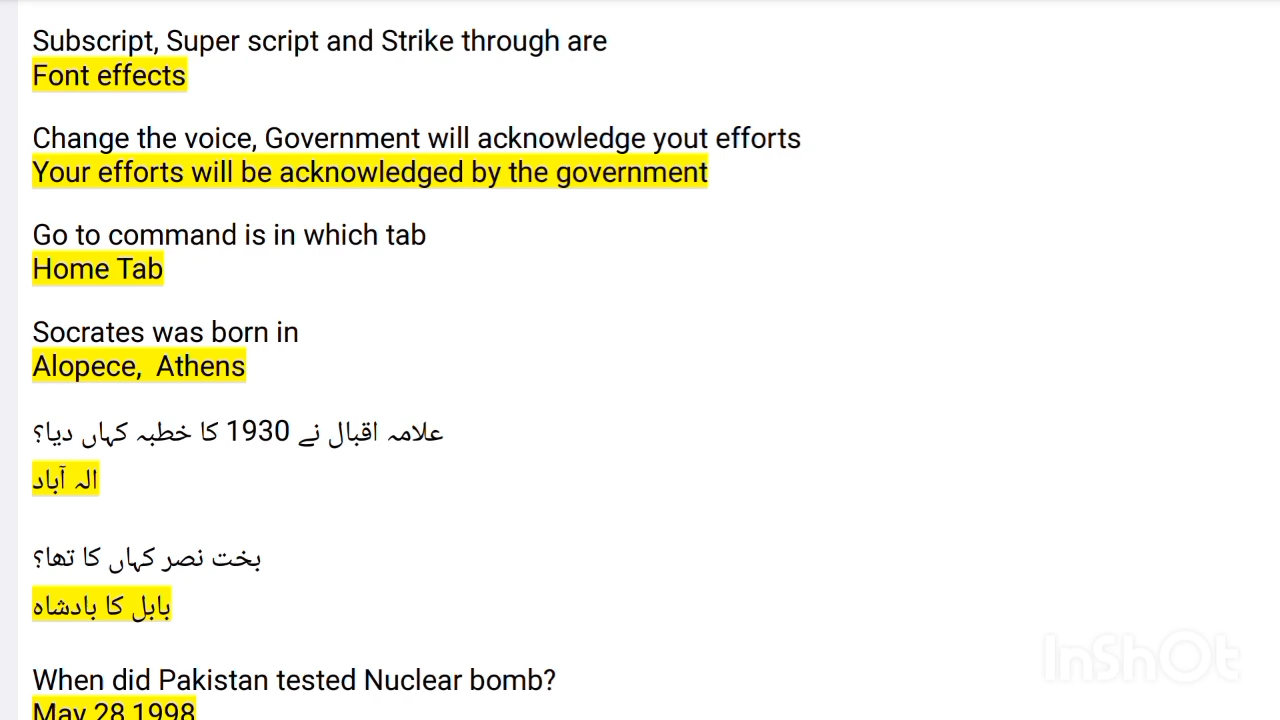 Subscript, Super script and Strike through are
Font effects
Change the voice, Government will acknowledge yout efforts
Your efforts will be acknowledged by the government
Go to command is in which tab
Home Tab
Socrates was born in
Alopece,  Athens
علامہ اقبال نے 1930 کا خطبہ کہاں دیا؟
الہ آباد
بخت نصر کہاں کا تھا؟
بابل کا بادشاہ
When did Pakistan tested Nuclear bomb?
May 28,1998
InShOt